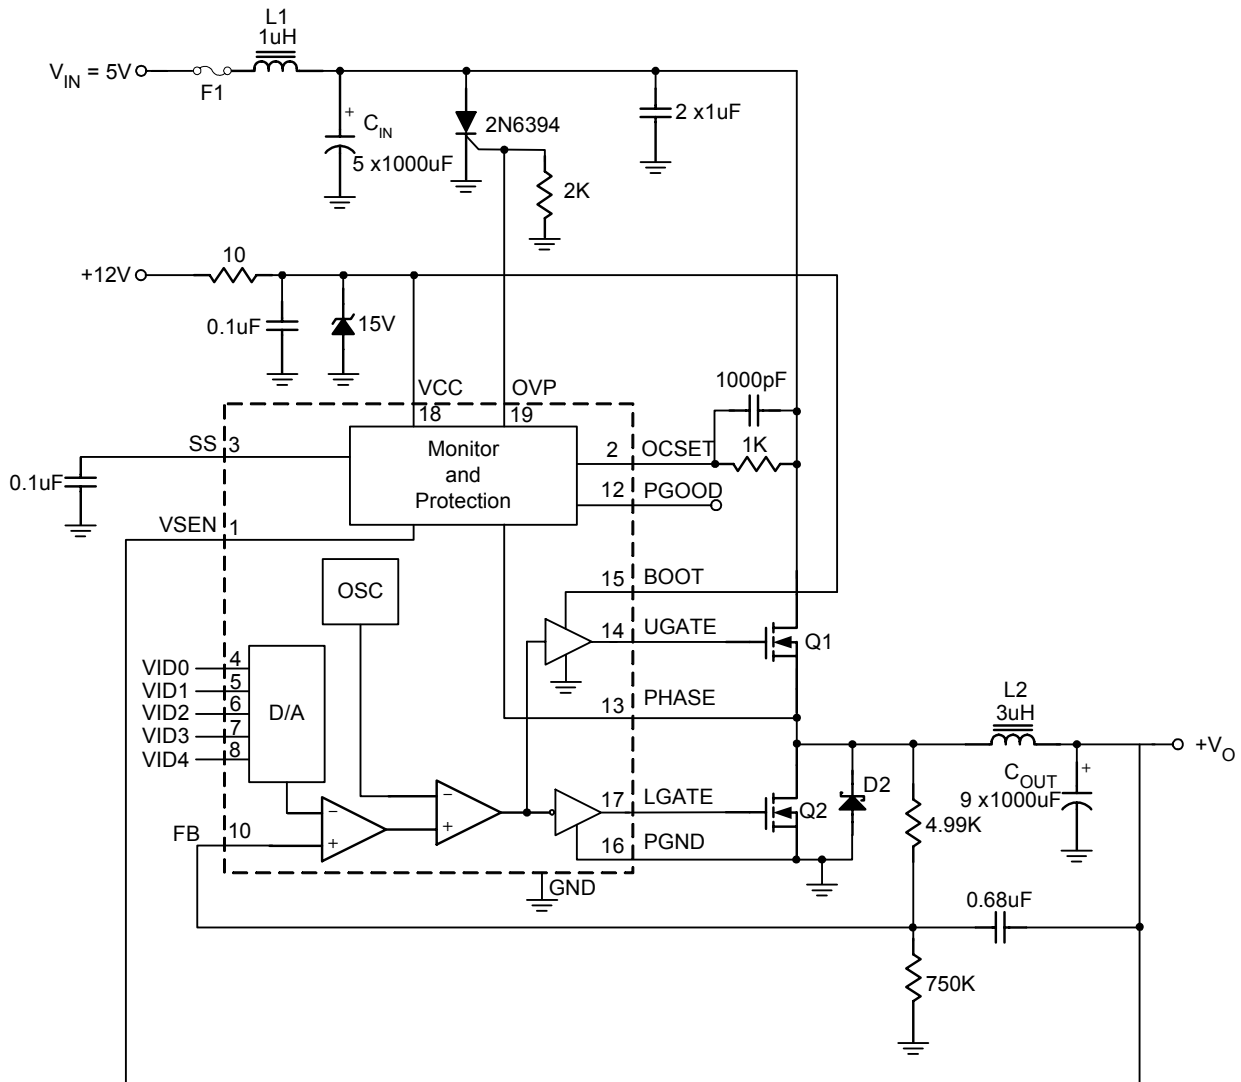 L1
1uH
V_IN = 5V
F1
+
C_IN
5 x1000uF
2N6394
2K
2 x1uF
+12V
10
0.1uF
15V
VCC
18
OVP
19
1000pF
1K
SS
3
0.1uF
Monitor
and
Protection
2
OCSET
12
PGOOD
VSEN
1
OSC
15
BOOT
14
UGATE
Q1
VID0
4
VID1
5
VID2
6
VID3
7
VID4
8
D/A
13
PHASE
L2
3uH
+V_O
C_OUT
+
9 x1000uF
−
+
−
+
17
LGATE
Q2
D2
4.99K
FB
10
16
PGND
GND
0.68uF
750K